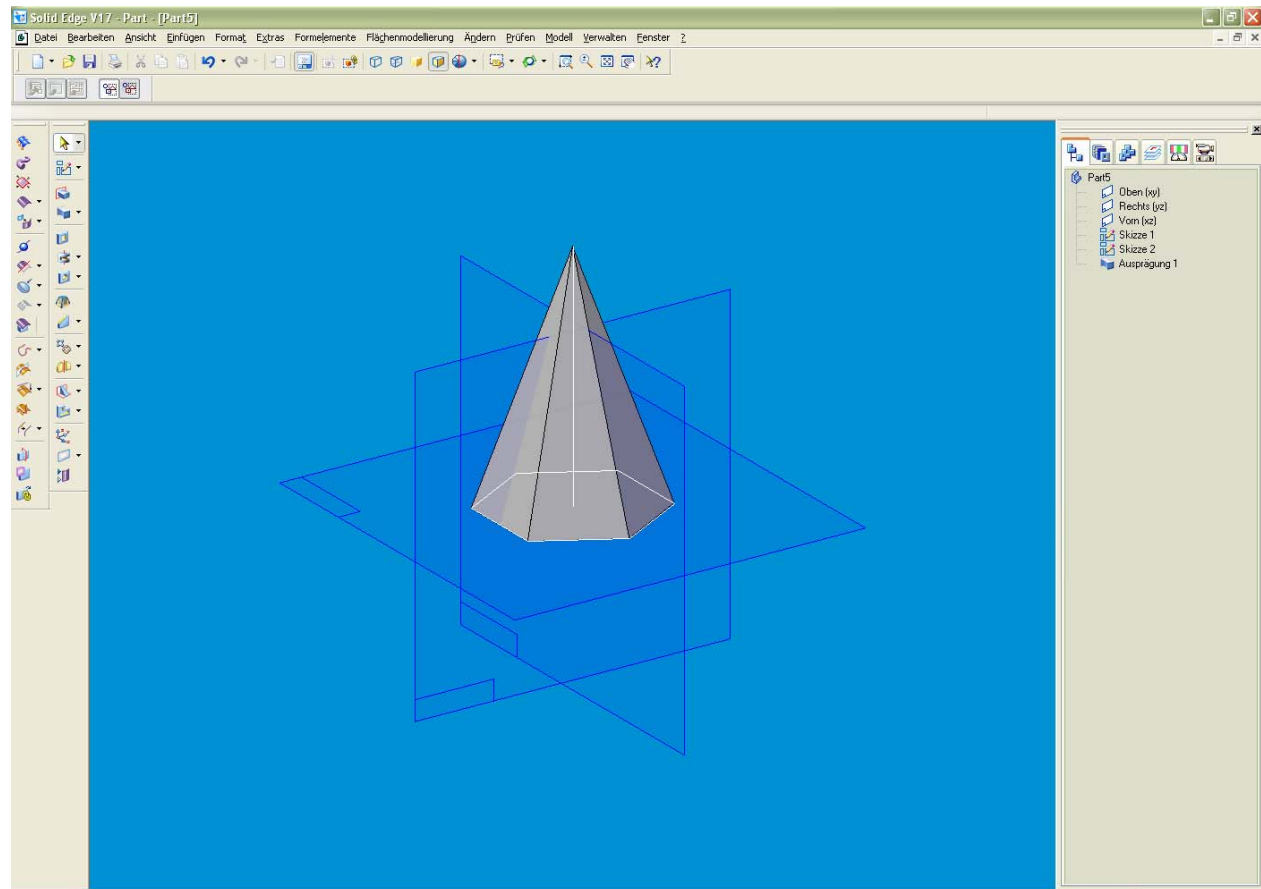 Solid Edge V17 - Part - [Part5]
Datei Bearbeiten Ansicht Einfügen Format Extras Formelemente Flächenmodellierung Ändern Prüfen Modell Verwalten Fenster ?
Part5
Oben (xy)
Rechts (yz)
Vorn (xz)
Skizze 1
Skizze 2
Ausprägung 1